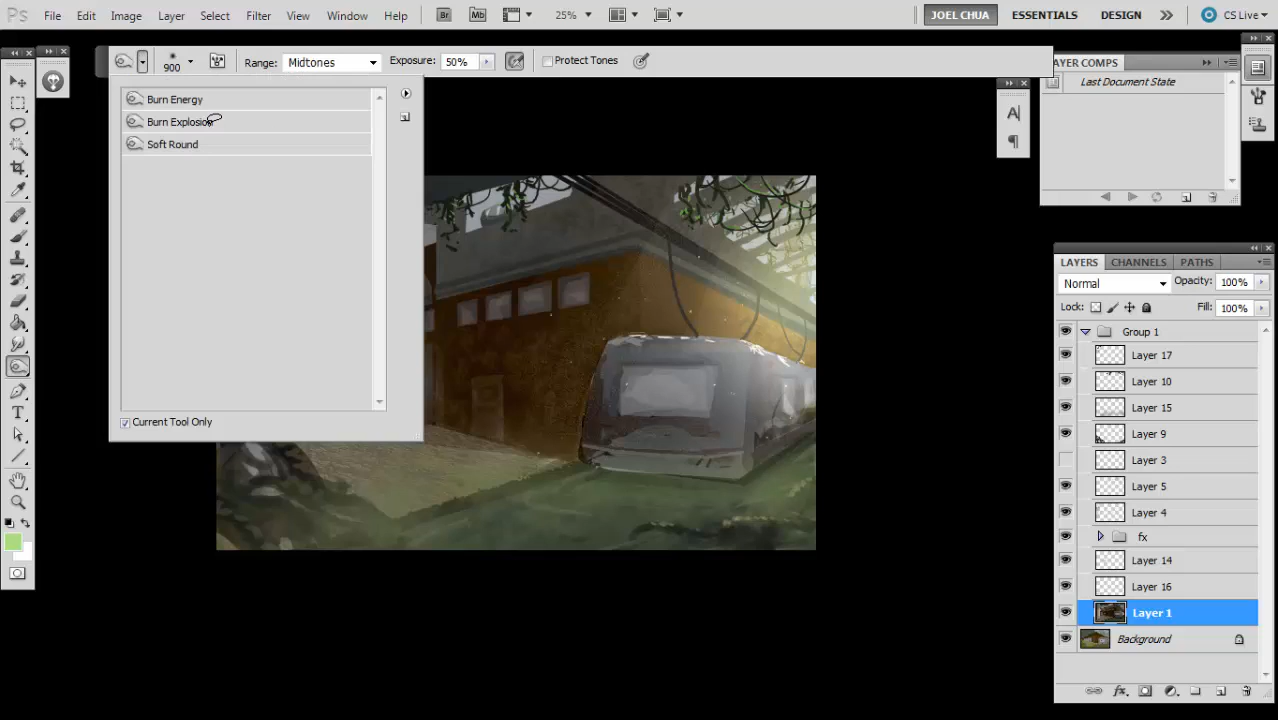 Ps File Edit Image Layer Select Filter View Window Help Br Mb 25% JOEL CHUA ESSENTIALS DESIGN CS Live
900 Range: Midtones Exposure: 50% Protect Tones
AYER COMPS
Last Document State
Burn Energy
Burn Explosion
Soft Round
Current Tool Only
LAYERS CHANNELS PATHS
Normal Opacity: 100%
Lock: Fill: 100%
Group 1
Layer 17
Layer 10
Layer 15
Layer 9
Layer 3
Layer 5
Layer 4
fx
Layer 14
Layer 16
Layer 1
Background
fx